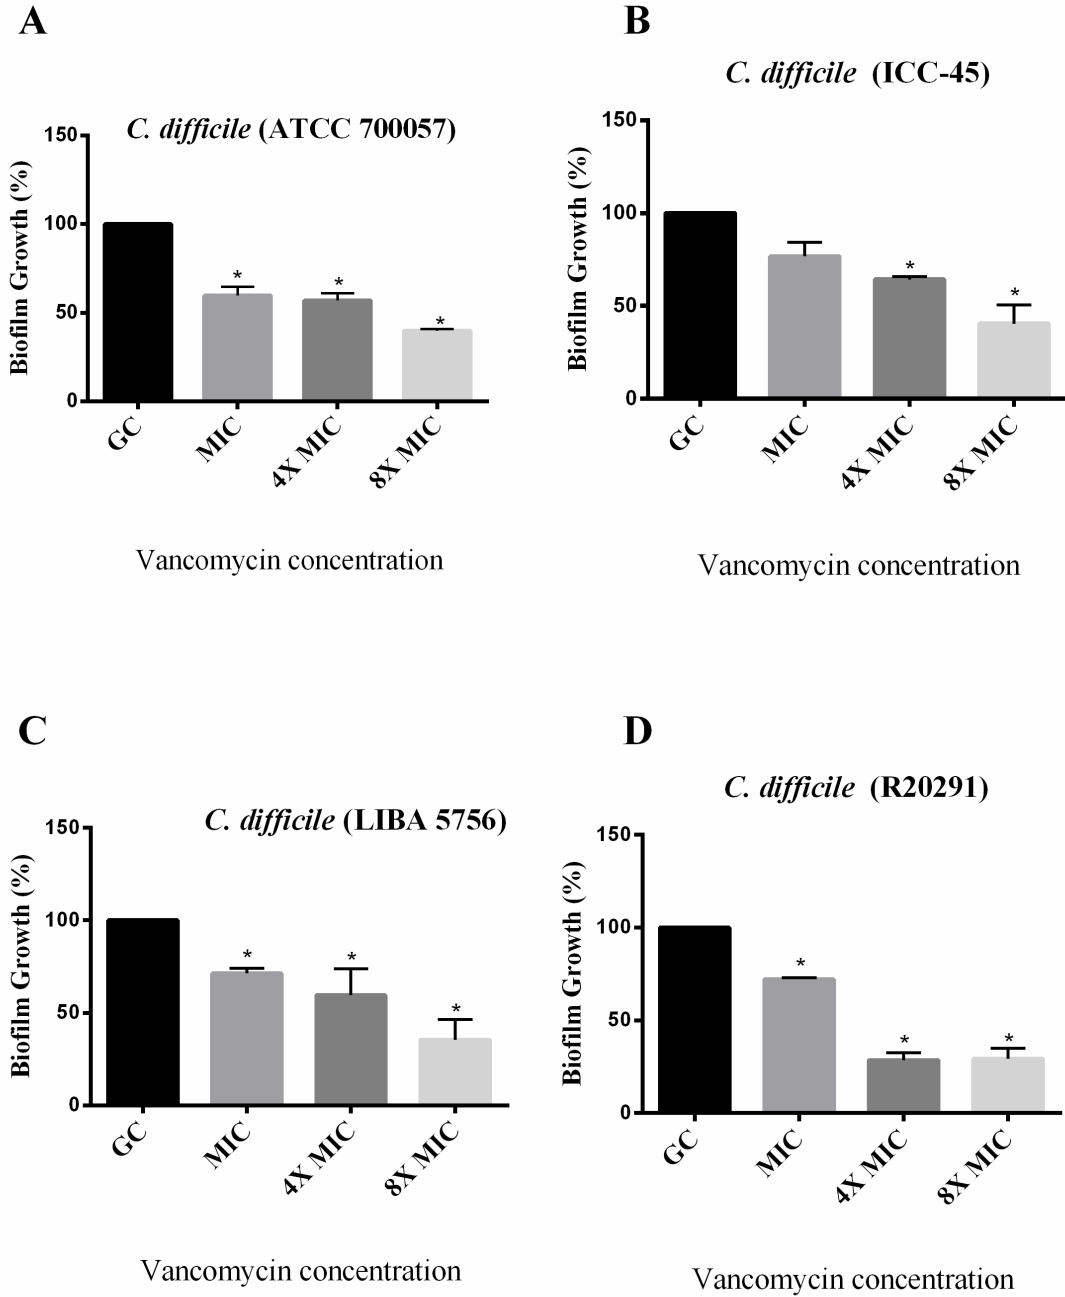 A
C. difficile (ATCC 700057)
Biofilm Growth (%)
150
100
50
0
GC
MIC
4X MIC
8X MIC
*
*
*
Vancomycin concentration
B
C. difficile (ICC-45)
Biofilm Growth (%)
150
100
50
0
GC
MIC
4X MIC
8X MIC
*
*
Vancomycin concentration
C
C. difficile (LIBA 5756)
Biofilm Growth (%)
150
100
50
0
GC
MIC
4X MIC
8X MIC
*
*
*
Vancomycin concentration
D
C. difficile (R20291)
Biofilm Growth (%)
150
100
50
0
GC
MIC
4X MIC
8X MIC
*
*
*
Vancomycin concentration